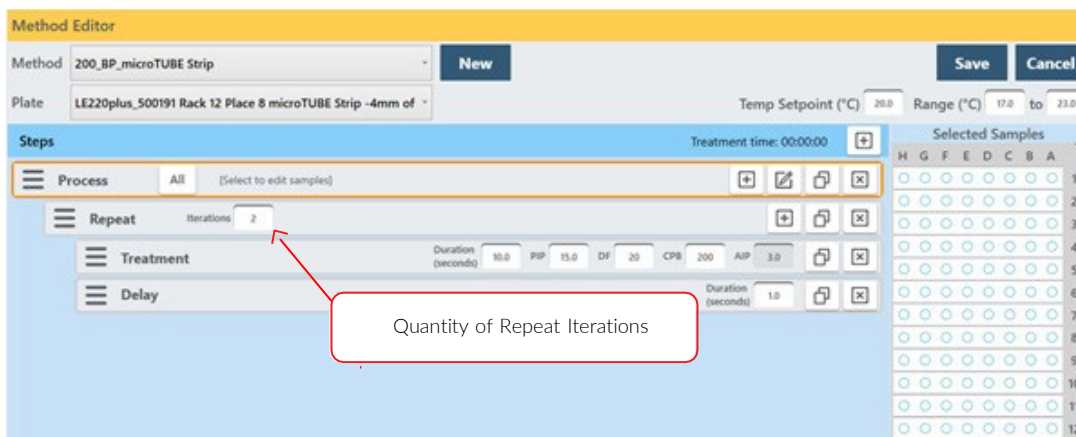 Method Editor
Method 200_BP_microTUBE Strip New Save Cancel
Plate LE220plus_500191 Rack 12 Place 8 microTUBE Strip -4mm of Temp Setpoint (°C) 20.0 Range (°C) 17.0 to 23.0
Steps Treatment time: 00:00:00 Selected Samples
H G F E D C B A
Process All [Select to edit samples] 1
Repeat Iterations 2 2
3
Treatment Duration (seconds) 10.0 PIP 15.0 DF 20 CPB 200 AIP 3.0 4
5
Delay Duration (seconds) 1.0 6
7
Quantity of Repeat Iterations 8
9
10
11
12